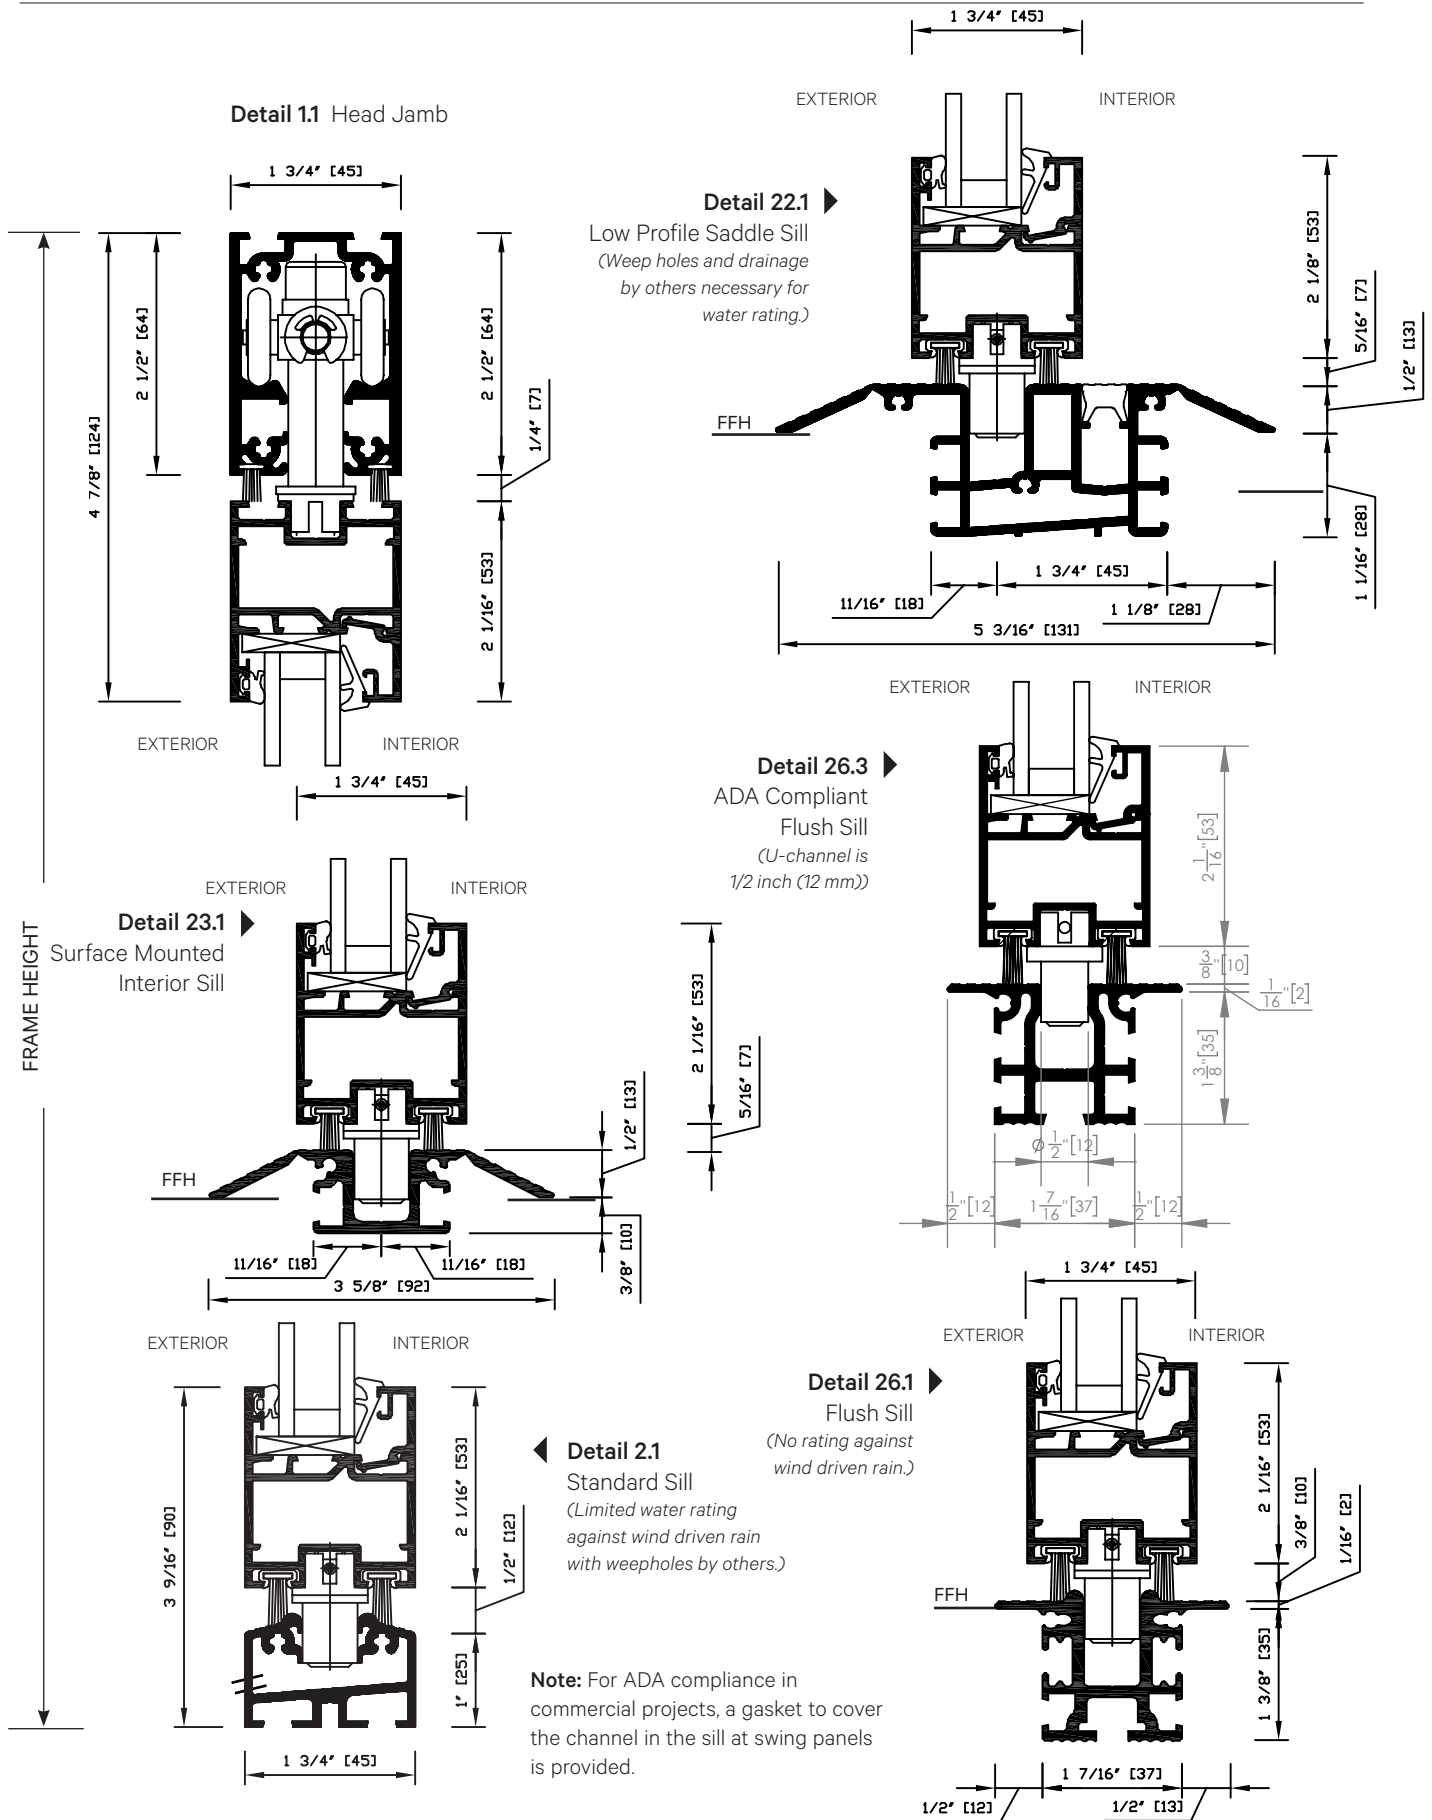 Detail 1.1 Head Jamb
1 3/4" [45]
4 7/8" [124]
2 1/2" [64]
2 1/2" [64]
1/4" [7]
2 1/16" [53]
EXTERIOR
INTERIOR
1 3/4" [45]
EXTERIOR
INTERIOR
Detail 22.1
Low Profile Saddle Sill
(Weep holes and drainage
by others necessary for
water rating.)
FFH
2 1/8" [53]
5/16" [7]
1/2" [13]
1 1/16" [28]
11/16" [18]
1 3/4" [45]
1 1/8" [28]
5 3/16" [131]
FRAME HEIGHT
1 3/4" [45]
EXTERIOR
INTERIOR
Detail 23.1
Surface Mounted
Interior Sill
FFH
2 1/16" [53]
5/16" [7]
1/2" [13]
3/8" [10]
11/16" [18]
11/16" [18]
3 5/8" [92]
EXTERIOR
INTERIOR
Detail 26.3
ADA Compliant
Flush Sill
(U-channel is
1/2 inch (12 mm))
2 1/16" [53]
3/8" [10]
1/16" [2]
1 3/8" [35]
Ø 1/2" [12]
1/2" [12]
1 7/16" [37]
1/2" [12]
EXTERIOR
INTERIOR
Detail 2.1
Standard Sill
(Limited water rating
against wind driven rain
with weepholes by others.)
3 9/16" [90]
2 1/16" [53]
1/2" [12]
1" [25]
1 3/4" [45]
Note: For ADA compliance in
commercial projects, a gasket to cover
the channel in the sill at swing panels
is provided.
1 3/4" [45]
EXTERIOR
INTERIOR
Detail 26.1
Flush Sill
(No rating against
wind driven rain.)
FFH
2 1/16" [53]
3/8" [10]
1/16" [2]
1 3/8" [35]
1 7/16" [37]
1/2" [12]
1/2" [13]